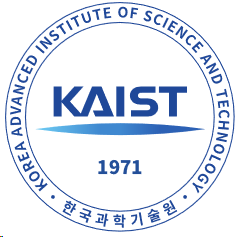 KOREA ADVANCED INSTITUTE OF SCIENCE AND TECHNOLOGY
KAIST
1971
• 한국과학기술원 •